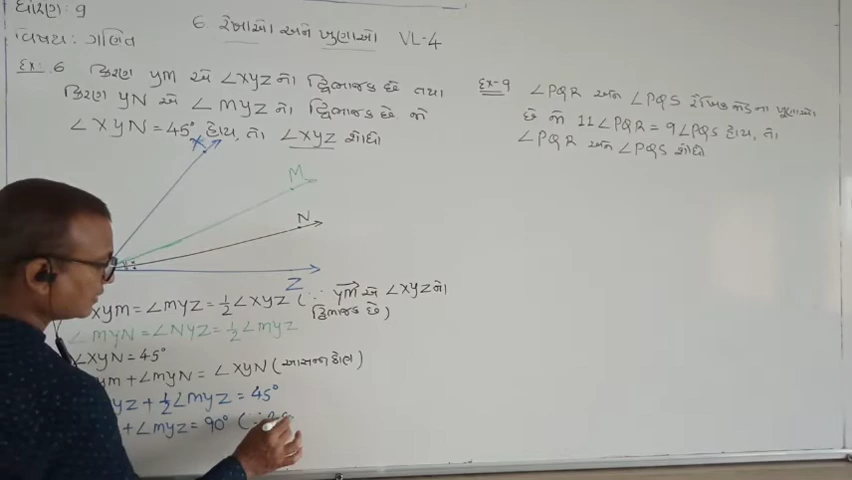 ધોરણ: 9
વિષય: ગણિત
6 રેખાઓ અને ખૂણાઓ VL-4
Ex: 6 કિરણ YM એ ∠XYZ નો દ્વિભાજક છે તથા
કિરણ YN એ ∠MYZ નો દ્વિભાજક છે જો
∠XYN = 45° હોય, તો ∠XYZ શોધો
X
M
N
Z
XYM = ∠MYZ = ½∠XYZ (∵ YM એ ∠XYZ નો
દ્વિભાજક છે)
∠MYN = ∠NYZ = ½∠MYZ
∠XYN = 45°
YM + ∠MYN = ∠XYN (આસન્ન કોણ)
YZ + ½∠MYZ = 45°
+ ∠MYZ = 90° (∵
Ex-9 ∠PQR અને ∠PQS રૈખિક જોડના ખૂણાઓ
છે જો 11∠PQR = 9∠PQS હોય, તો
∠PQR અને ∠PQS શોધો